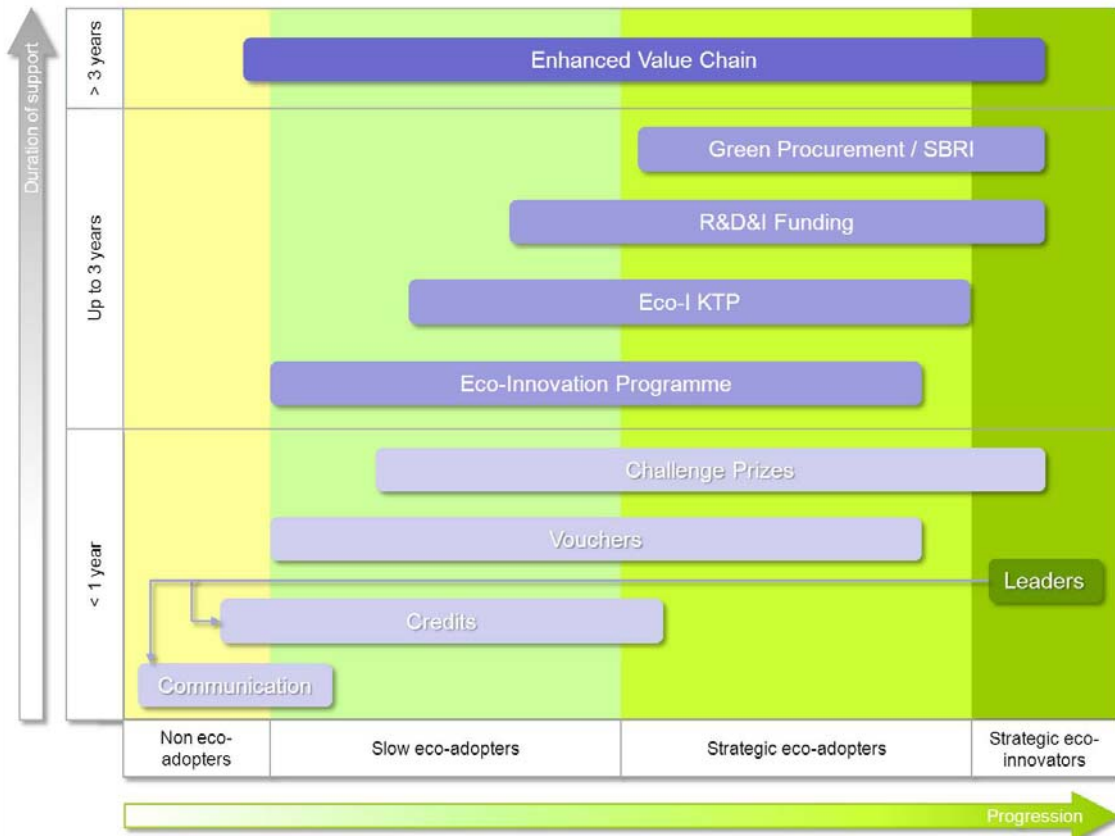 Duration of support
> 3 years
Enhanced Value Chain
Up to 3 years
Green Procurement / SBRI
R&D&I Funding
Eco-I KTP
Eco-Innovation Programme
< 1 year
Challenge Prizes
Vouchers
Leaders
Credits
Communication
Non eco-
adopters
Slow eco-adopters
Strategic eco-adopters
Strategic eco-
innovators
Progression